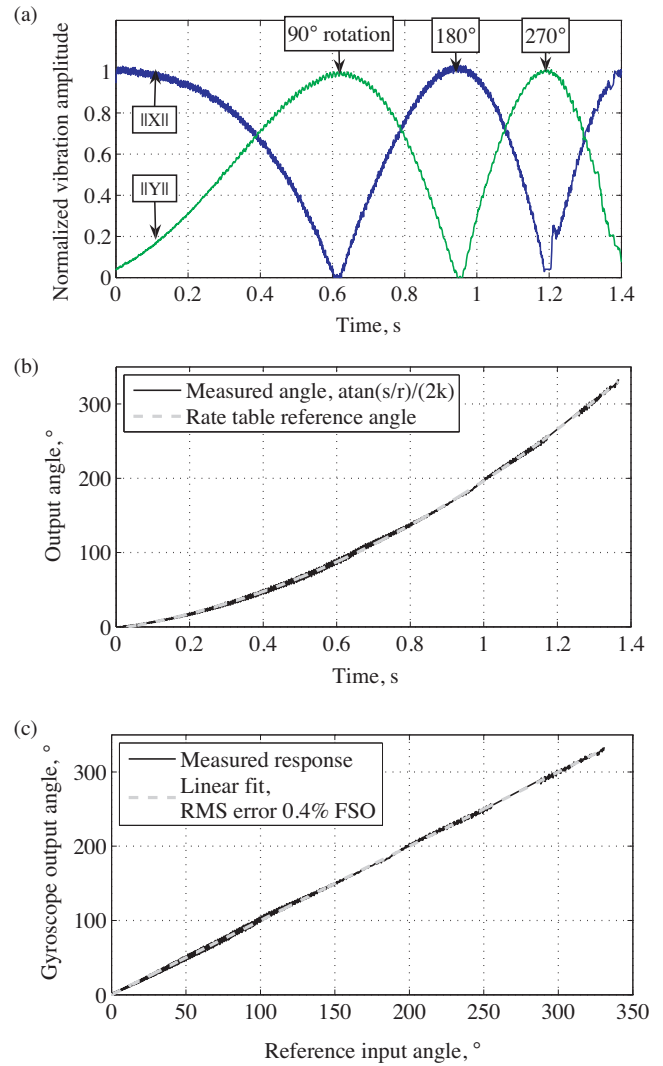 (a)
90° rotation
180°
270°
Normalized vibration amplitude
1
0.8
0.6
0.4
0.2
0
||X||
||Y||
0 0.2 0.4 0.6 0.8 1 1.2 1.4
Time, s
(b)
Output angle, °
300
200
100
0
Measured angle, atan(s/r)/(2k)
Rate table reference angle
0 0.2 0.4 0.6 0.8 1 1.2 1.4
Time, s
(c)
Gyroscope output angle, °
300
200
100
0
Measured response
Linear fit,
RMS error 0.4% FSO
0 50 100 150 200 250 300 350
Reference input angle, °